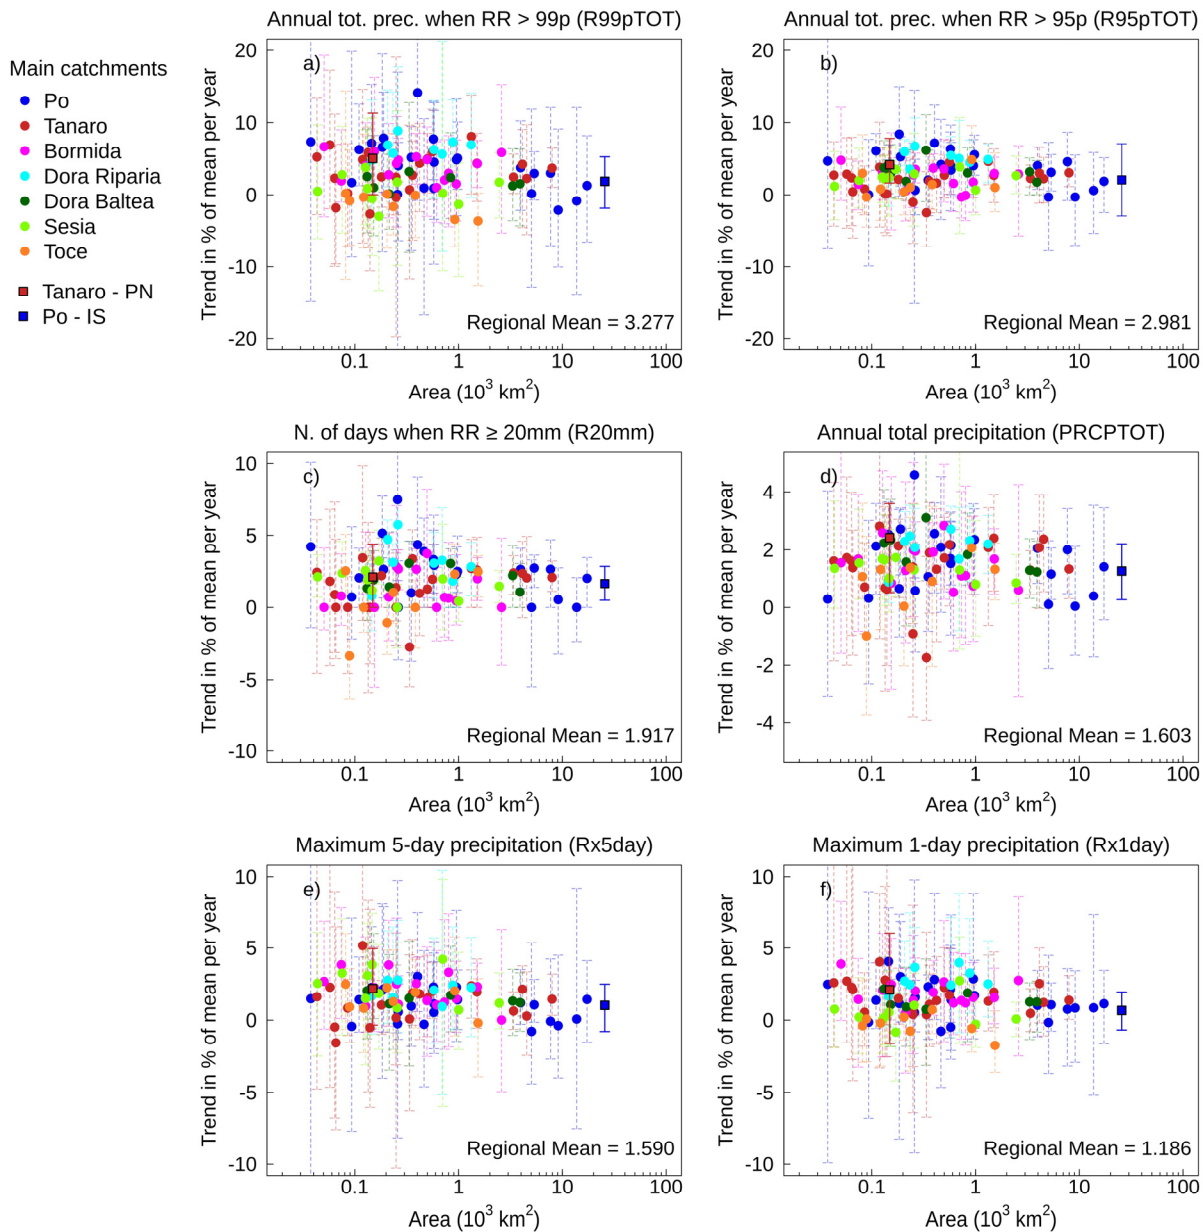 Annual tot. prec. when RR > 99p (R99pTOT)
Annual tot. prec. when RR > 95p (R95pTOT)
Main catchments
Po
Tanaro
Bormida
Dora Riparia
Dora Baltea
Sesia
Toce
Tanaro - PN
Po - IS
a)
Trend in % of mean per year
20
10
0
-10
-20
Regional Mean = 3.277
0.1 1 10 100
Area (10³ km²)
b)
Trend in % of mean per year
20
10
0
-10
-20
Regional Mean = 2.981
0.1 1 10 100
Area (10³ km²)
N. of days when RR ≥ 20mm (R20mm)
c)
Trend in % of mean per year
10
5
0
-5
-10
Regional Mean = 1.917
0.1 1 10 100
Area (10³ km²)
Annual total precipitation (PRCPTOT)
d)
Trend in % of mean per year
4
2
0
-2
-4
Regional Mean = 1.603
0.1 1 10 100
Area (10³ km²)
Maximum 5-day precipitation (Rx5day)
e)
Trend in % of mean per year
10
5
0
-5
-10
Regional Mean = 1.590
0.1 1 10 100
Area (10³ km²)
Maximum 1-day precipitation (Rx1day)
f)
Trend in % of mean per year
10
5
0
-5
-10
Regional Mean = 1.186
0.1 1 10 100
Area (10³ km²)